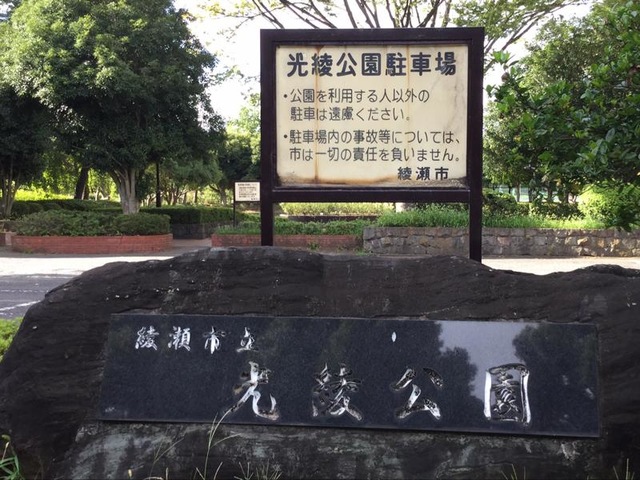 光綾公園駐車場
・公園を利用する人以外の
駐車は遠慮ください。
・駐車場内の事故等については、
市は一切の責任を負いません。
綾瀬市
綾瀬市立
光綾公園